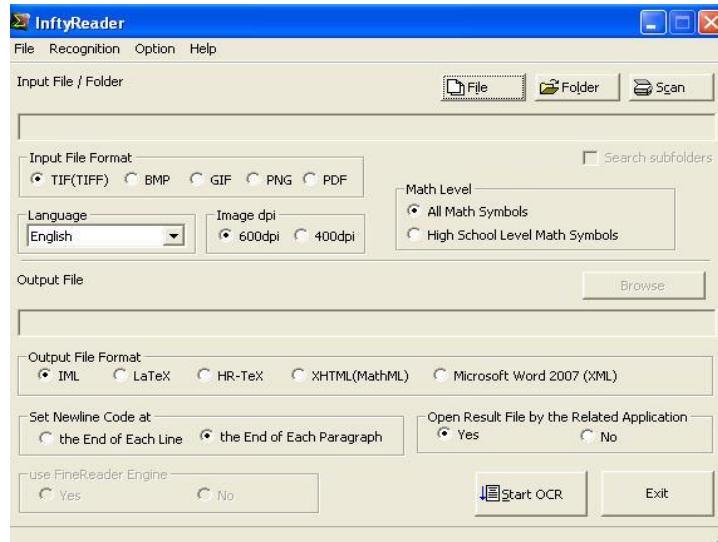 InftyReader
File Recognition Option Help
Input File / Folder
File Folder Scan
Input File Format
Search subfolders
TIF(TIFF) BMP GIF PNG PDF
Math Level
All Math Symbols
High School Level Math Symbols
Language
English
Image dpi
600dpi 400dpi
Output File
Browse
Output File Format
IML LaTeX HR-TeX XHTML(MathML) Microsoft Word 2007 (XML)
Set Newline Code at
the End of Each Line the End of Each Paragraph
Open Result File by the Related Application
Yes No
use FineReader Engine
Yes No
Start OCR Exit